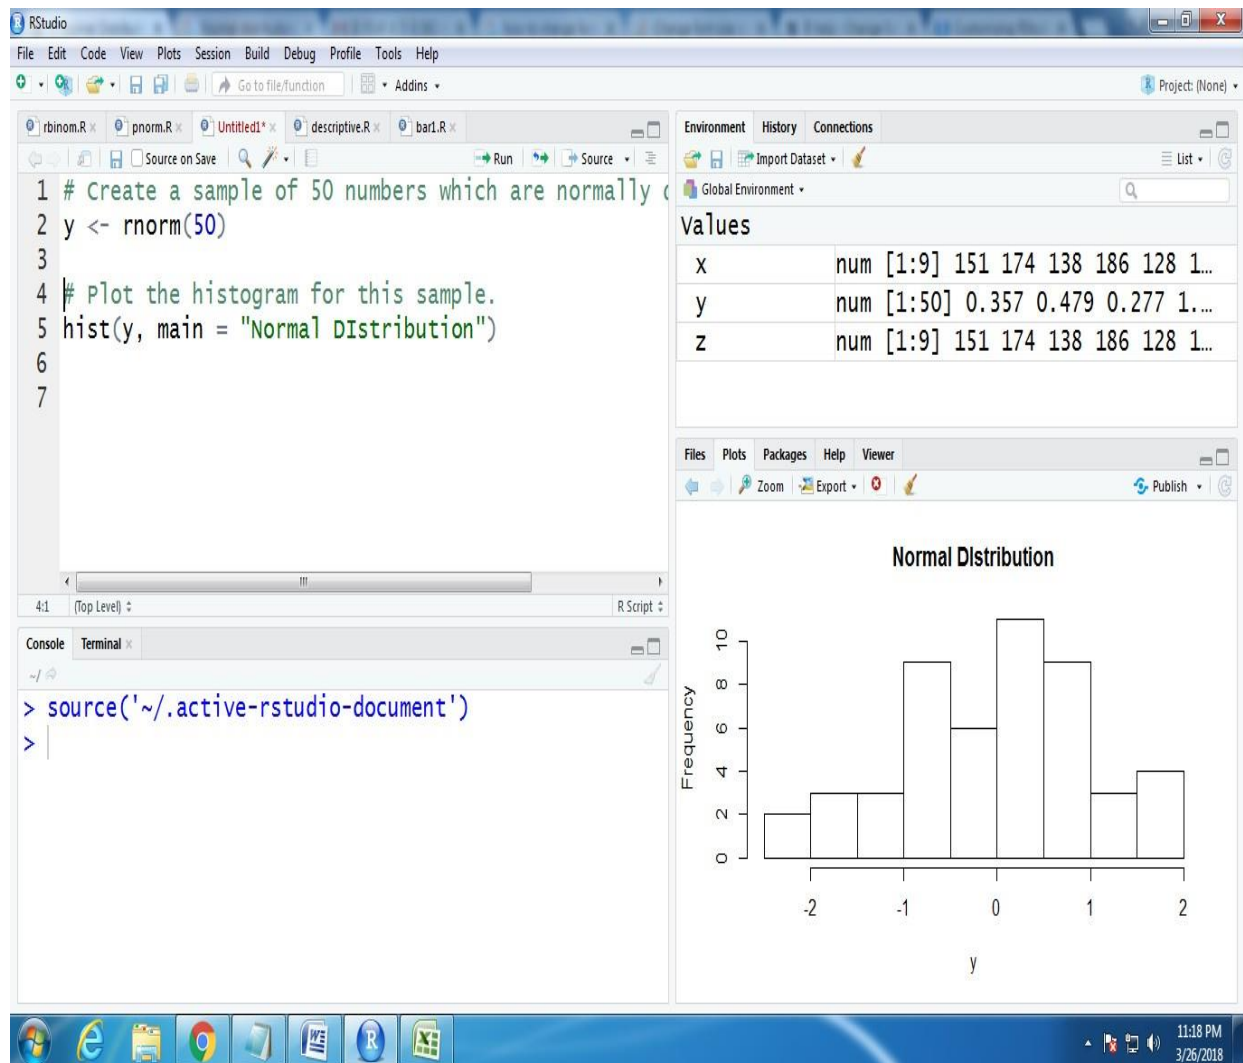 RStudio
File Edit Code View Plots Session Build Debug Profile Tools Help
Go to file/function Addins Project: (None)
rbinom.R pnorm.R Untitled1* descriptive.R bar1.R
Source on Save Run Source
1 # Create a sample of 50 numbers which are normally d
2 y <- rnorm(50)
3
4 # Plot the histogram for this sample.
5 hist(y, main = "Normal DIstribution")
6
7
4:1 (Top Level) R Script
Console Terminal
~/
> source('~/.active-rstudio-document')
>
Environment History Connections
Import Dataset List
Global Environment
Values
x num [1:9] 151 174 138 186 128 1…
y num [1:50] 0.357 0.479 0.277 1.…
z num [1:9] 151 174 138 186 128 1…
Files Plots Packages Help Viewer
Zoom Export Publish
Normal DIstribution
Frequency
10
8
6
4
2
0
-2 -1 0 1 2
y
11:18 PM
3/26/2018